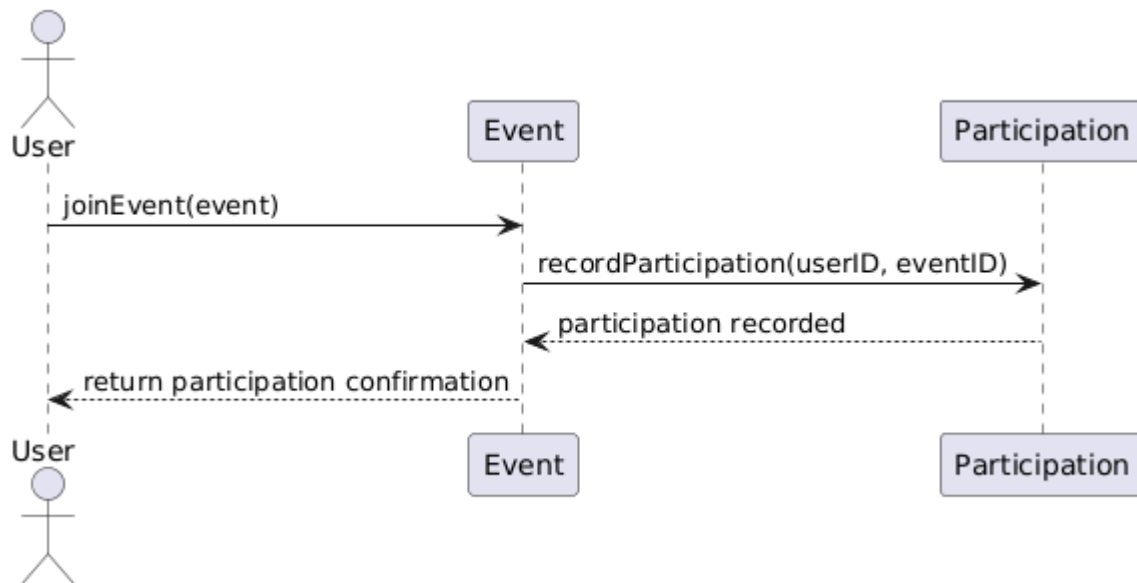 User
Event
Participation
joinEvent(event)
recordParticipation(userID, eventID)
participation recorded
return participation confirmation
User
Event
Participation